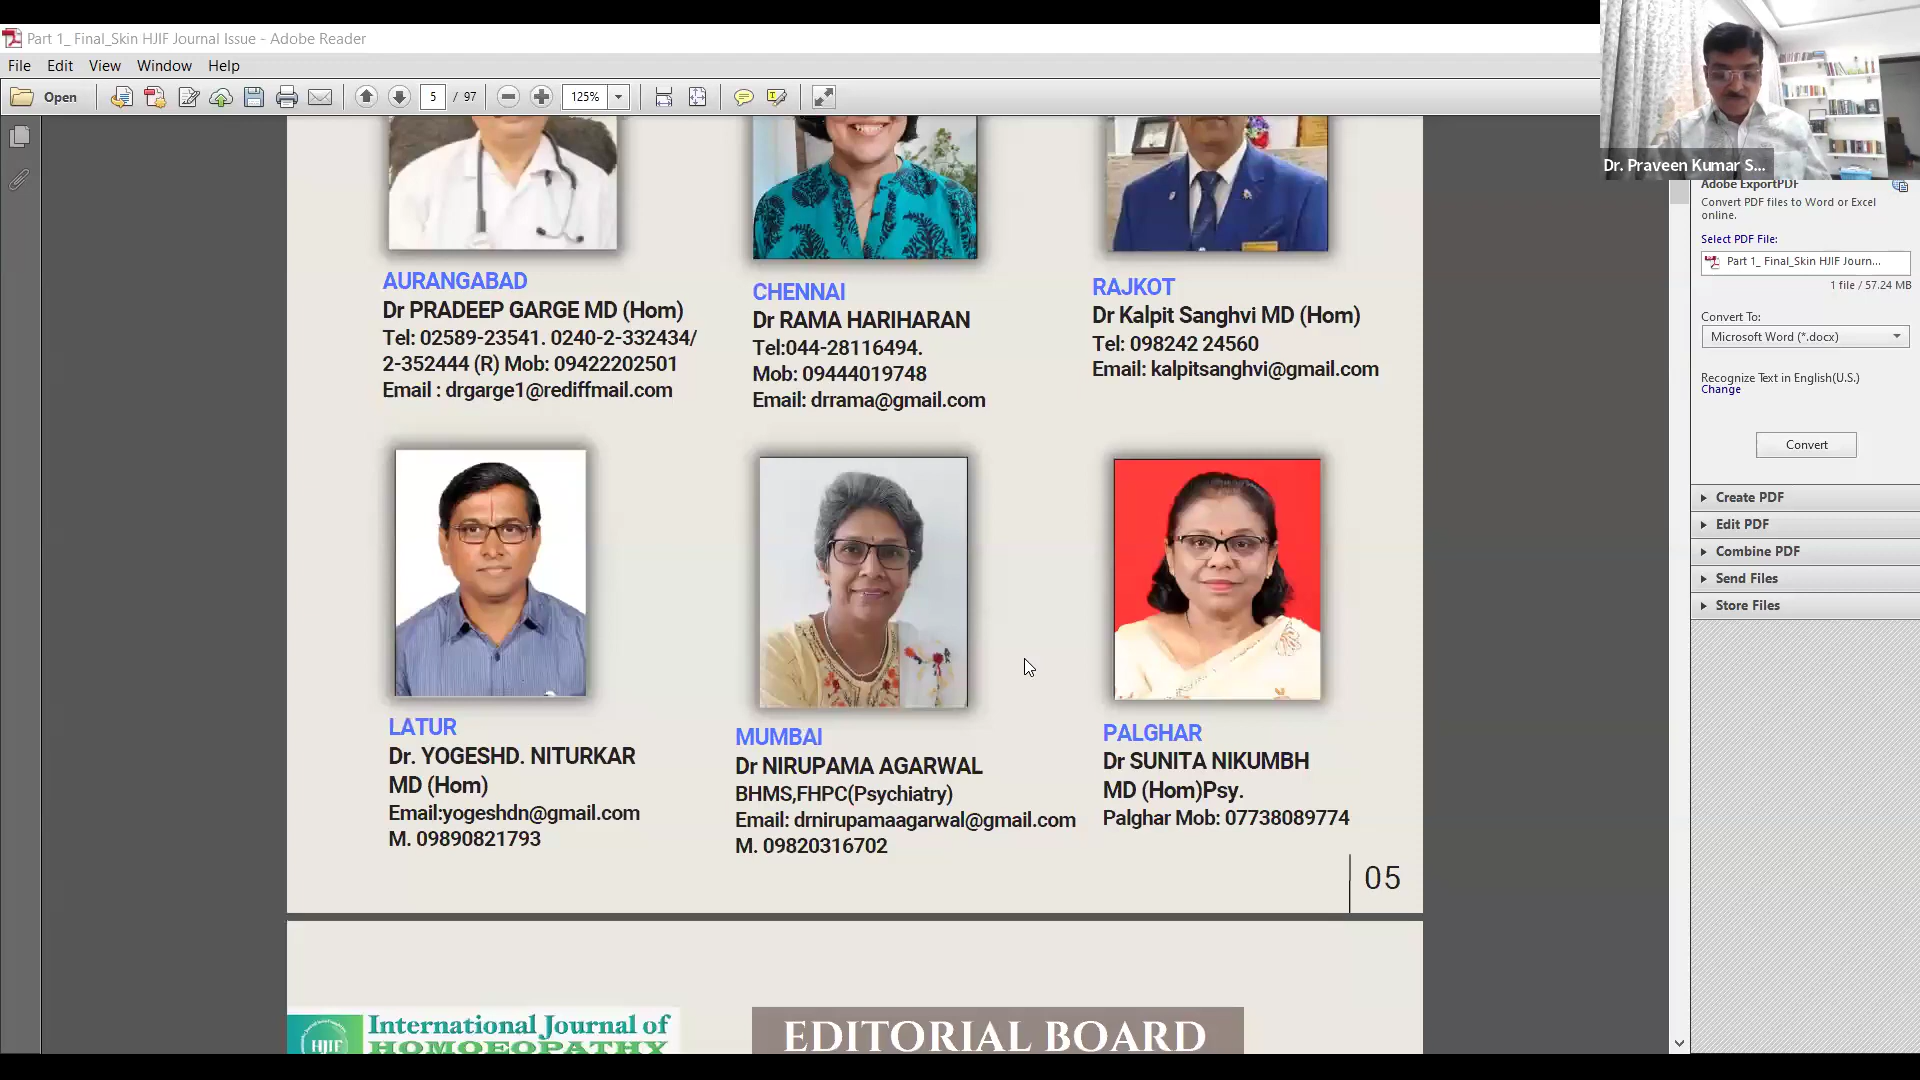 Part 1_ Final_Skin HJIF Journal Issue - Adobe Reader
File Edit View Window Help
Open 5 / 97 125%
Dr. Praveen Kumar S...
Adobe ExportPDF
Convert PDF files to Word or Excel
online.
Select PDF File:
Part 1_ Final_Skin HJIF Journ...
1 file / 57.24 MB
Convert To:
Microsoft Word (*.docx)
Recognize Text in English(U.S.)
Change
Convert
Create PDF
Edit PDF
Combine PDF
Send Files
Store Files
AURANGABAD
Dr PRADEEP GARGE MD (Hom)
Tel: 02589-23541. 0240-2-332434/
2-352444 (R) Mob: 09422202501
Email : drgarge1@rediffmail.com
CHENNAI
Dr RAMA HARIHARAN
Tel:044-28116494.
Mob: 09444019748
Email: drrama@gmail.com
RAJKOT
Dr Kalpit Sanghvi MD (Hom)
Tel: 098242 24560
Email: kalpitsanghvi@gmail.com
LATUR
Dr. YOGESHD. NITURKAR
MD (Hom)
Email:yogeshdn@gmail.com
M. 09890821793
MUMBAI
Dr NIRUPAMA AGARWAL
BHMS,FHPC(Psychiatry)
Email: drnirupamaagarwal@gmail.com
M. 09820316702
PALGHAR
Dr SUNITA NIKUMBH
MD (Hom)Psy.
Palghar Mob: 07738089774
05
HJIF
International Journal of
HOMOEOPATHY
EDITORIAL BOARD